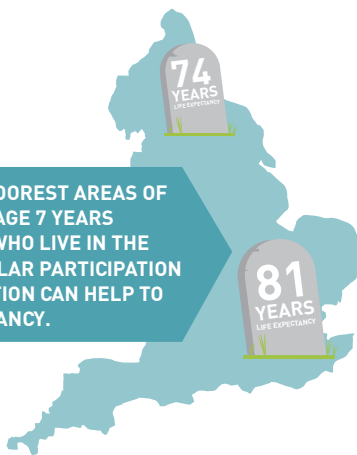 74
YEARS
LIFE EXPECTANCY
OOREST AREAS OF
AGE 7 YEARS
WHO LIVE IN THE
LAR PARTICIPATION
TION CAN HELP TO
TANCY.
81
YEARS
LIFE EXPECTANCY